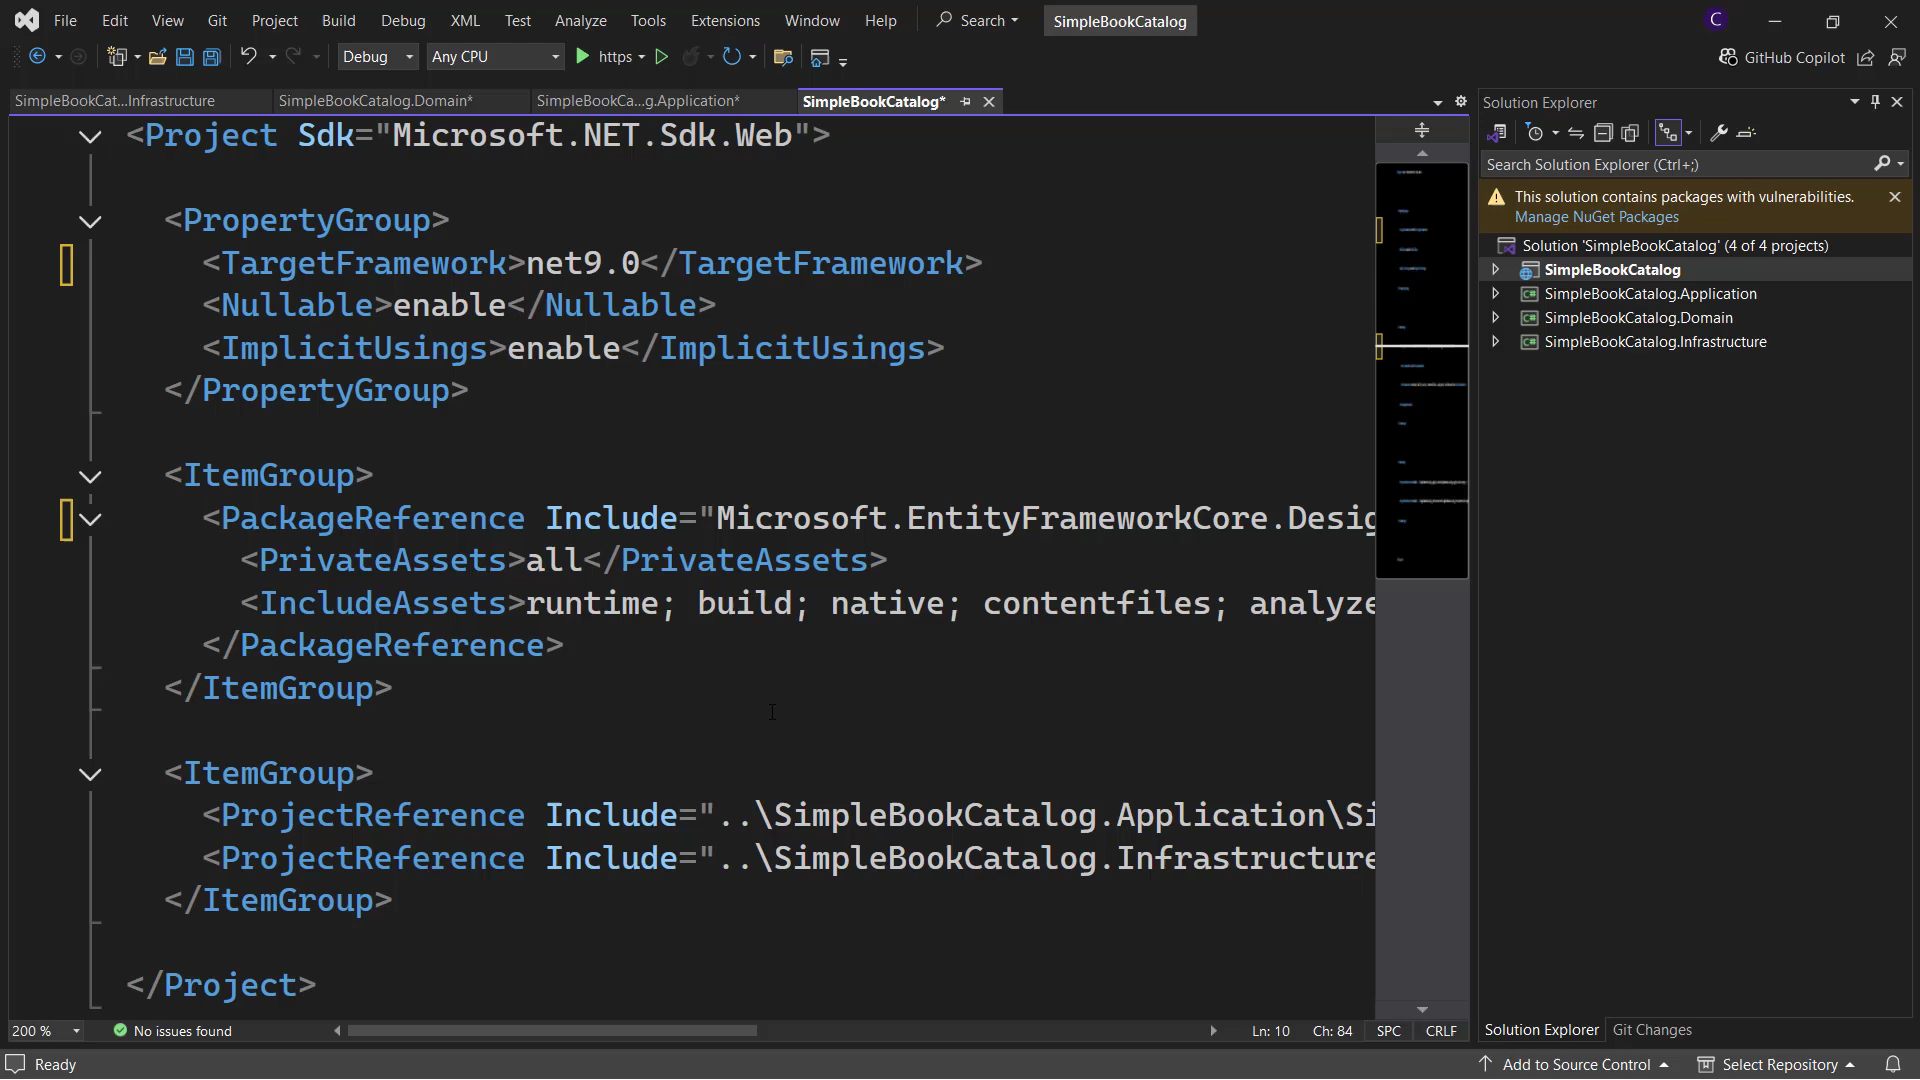 File Edit View Git Project Build Debug XML Test Analyze Tools Extensions Window Help Search SimpleBookCatalog C
Debug Any CPU https GitHub Copilot
SimpleBookCat...Infrastructure SimpleBookCatalog.Domain* SimpleBookCa...g.Application* SimpleBookCatalog*
<Project Sdk="Microsoft.NET.Sdk.Web">
<PropertyGroup>
<TargetFramework>net9.0</TargetFramework>
<Nullable>enable</Nullable>
<ImplicitUsings>enable</ImplicitUsings>
</PropertyGroup>
<ItemGroup>
<PackageReference Include="Microsoft.EntityFrameworkCore.Desig
<PrivateAssets>all</PrivateAssets>
<IncludeAssets>runtime; build; native; contentfiles; analyze
</PackageReference>
</ItemGroup>
<ItemGroup>
<ProjectReference Include="..\SimpleBookCatalog.Application\Si
<ProjectReference Include="..\SimpleBookCatalog.Infrastructure
</ItemGroup>
</Project>
200 % No issues found Ln: 10 Ch: 84 SPC CRLF
Solution Explorer
Search Solution Explorer (Ctrl+;)
This solution contains packages with vulnerabilities.
Manage NuGet Packages
Solution 'SimpleBookCatalog' (4 of 4 projects)
SimpleBookCatalog
SimpleBookCatalog.Application
SimpleBookCatalog.Domain
SimpleBookCatalog.Infrastructure
Solution Explorer Git Changes
Ready Add to Source Control Select Repository